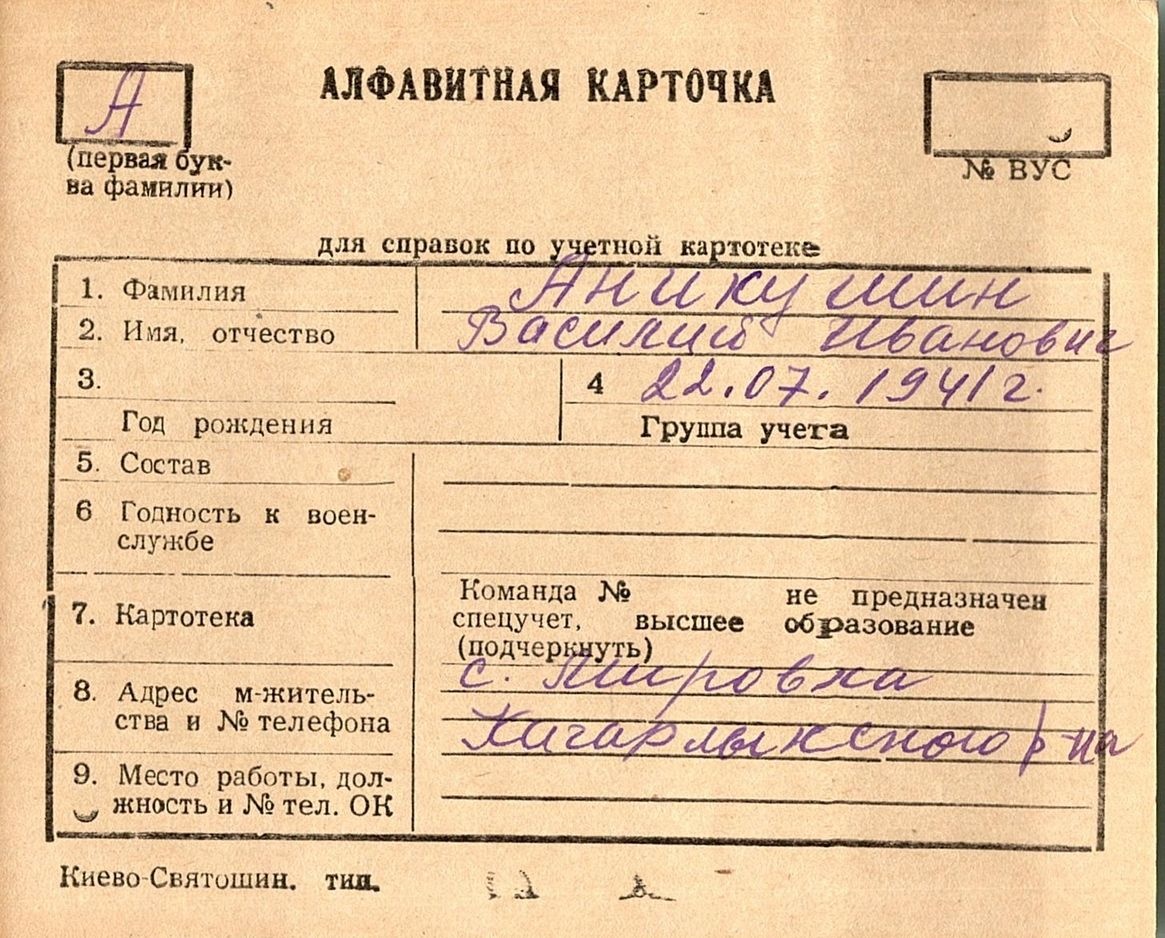 А
АЛФАВИТНАЯ КАРТОЧКА
(первая бук-
ва фамилии)
№ ВУС
для справок по учетной картотеке
1. Фамилия Аникушин
2. Имя, отчество Василий Иванович
3.
4 22.07.1941г.
Год рождения
Группа учета
5. Состав
6 Годность к воен-
службе
7. Картотека
Команда № не предназначен
спецучет, высшее образование
(подчеркнуть)
8. Адрес м-житель-
ства и № телефона
с. Мировка
Кагарлыкского р-на
9. Место работы, дол-
жность и № тел. ОК
Киево-Святошин. тип.